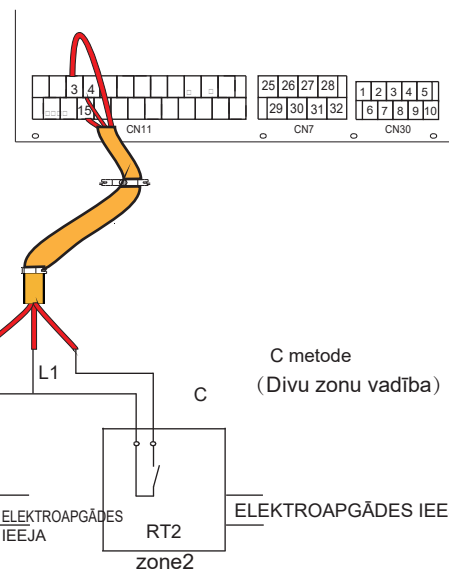 3 4
15
CN11
25 26 27 28
29 30 31 32
CN7
1 2 3 4 5
6 7 8 9 10
CN30
L1
C metode
(Divu zonu vadība)
C
ELEKTROAPGĀDES
IEEJA
RT2
zone2
ELEKTROAPGĀDES IEE